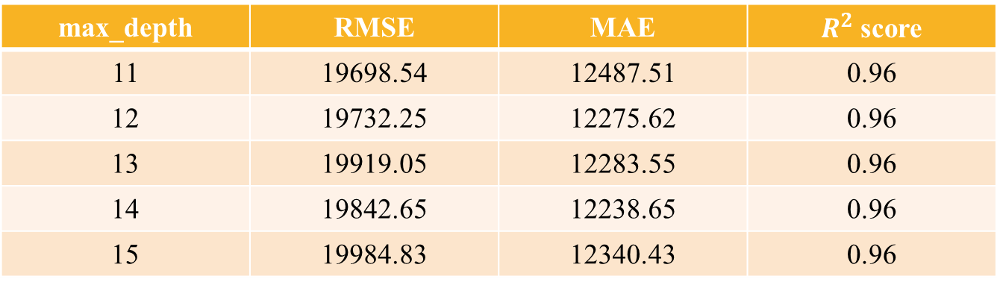 max_depth RMSE MAE R² score
11 19698.54 12487.51 0.96
12 19732.25 12275.62 0.96
13 19919.05 12283.55 0.96
14 19842.65 12238.65 0.96
15 19984.83 12340.43 0.96